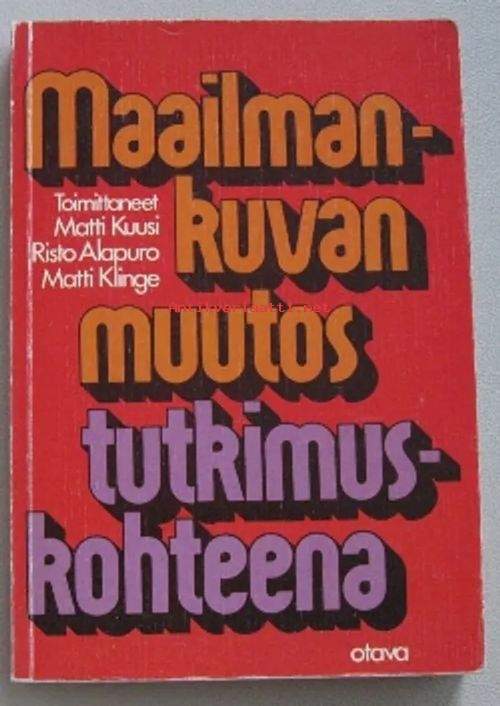 Maailman-
kuvan
Toimittaneet
Matti Kuusi
Risto Alapuro
Matti Klinge
muutos
tutkimus-
kohteena
otava